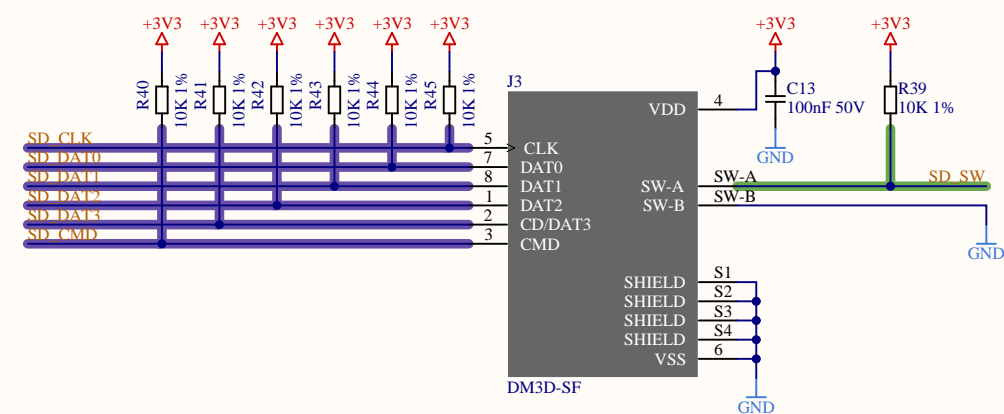 +3V3 +3V3 +3V3 +3V3 +3V3 +3V3 +3V3 +3V3
R40 10K 1% R41 10K 1% R42 10K 1% R43 10K 1% R44 10K 1% R45 10K 1%
J3
C13
100nF 50V
GND
R39
10K 1%
4 VDD
SD_CLK 5 CLK
SD_DAT0 7 DAT0
SD_DAT1 8 DAT1
SD_DAT2 1 DAT2
SD_DAT3 2 CD/DAT3
SD_CMD 3 CMD
SW-A SW-A SD_SW
SW-B SW-B
GND
SHIELD S1
SHIELD S2
SHIELD S3
SHIELD S4
VSS 6
DM3D-SF
GND